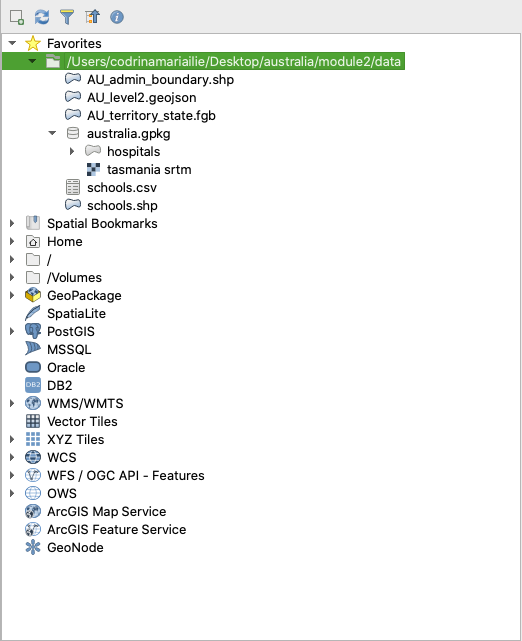 Favorites
/Users/codrinamariailie/Desktop/australia/module2/data
AU_admin_boundary.shp
AU_level2.geojson
AU_territory_state.fgb
australia.gpkg
hospitals
tasmania srtm
schools.csv
schools.shp
Spatial Bookmarks
Home
/
/Volumes
GeoPackage
SpatiaLite
PostGIS
MSSQL
Oracle
DB2 DB2
WMS/WMTS
Vector Tiles
XYZ Tiles
WCS
WFS / OGC API - Features
OWS
ArcGIS Map Service
ArcGIS Feature Service
GeoNode